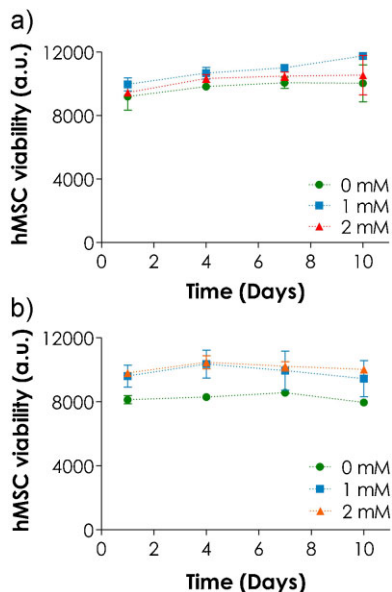 a)
hMSC viability (a.u.)
12000
8000
4000
0
0 mM
1 mM
2 mM
0 2 4 6 8 10
Time (Days)
b)
hMSC viability (a.u.)
12000
8000
4000
0
0 mM
1 mM
2 mM
0 2 4 6 8 10
Time (Days)